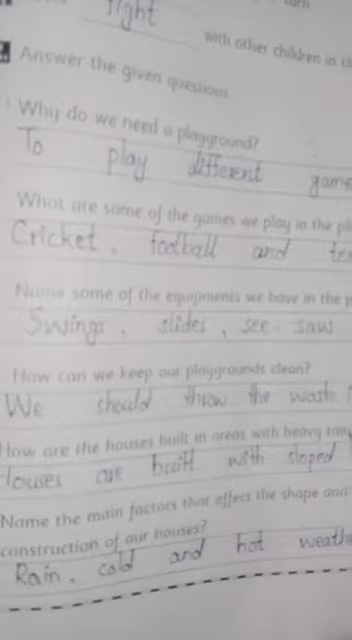 fight
with other children in
Answer the given questions
Why do we need a playground?
To play different game
What are some of the games we play in the
Cricket, football and
Name some of the equipments we have in the
Swings, slides, see-saw
How can we keep our playgrounds clean?
We should throw the waste
How are the houses built in areas with heavy rain
Houses are built with sloped
Name the main factors that affect the shape and
construction of our houses?
Rain, cold and hot weath